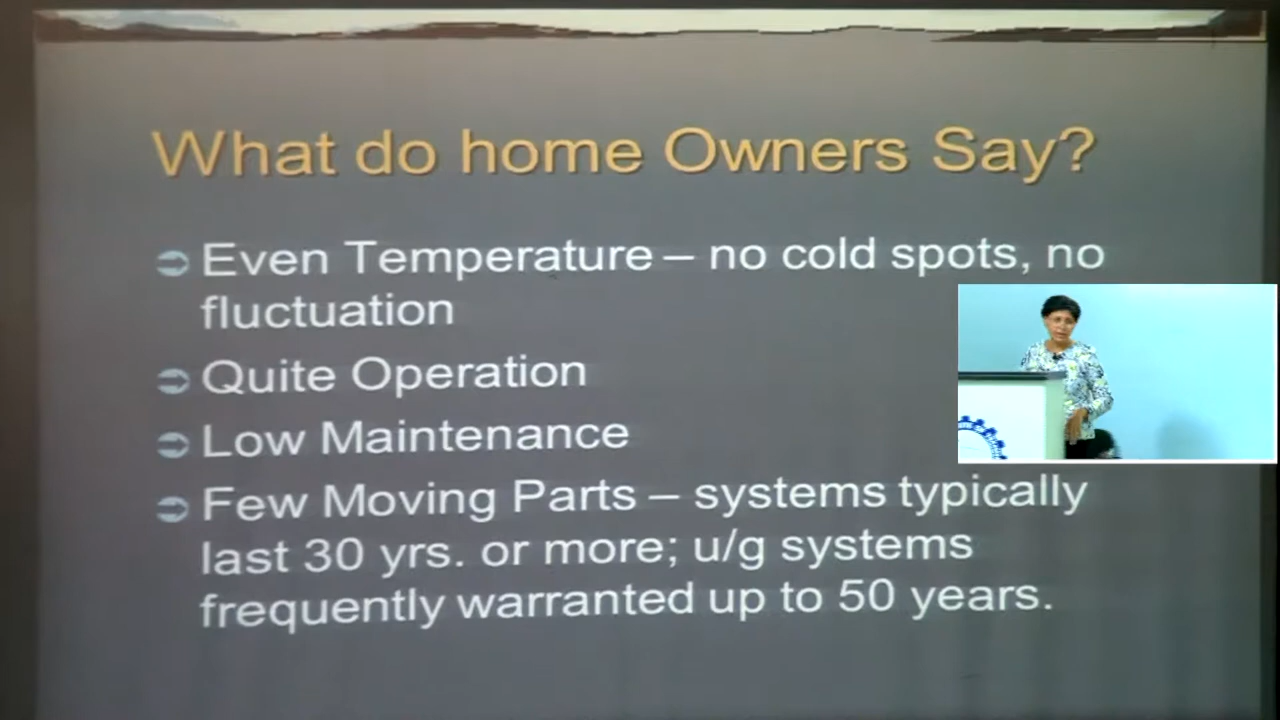 What do home Owners Say?
Even Temperature – no cold spots, no
fluctuation
Quite Operation
Low Maintenance
Few Moving Parts – systems typically
last 30 yrs. or more; u/g systems
frequently warranted up to 50 years.